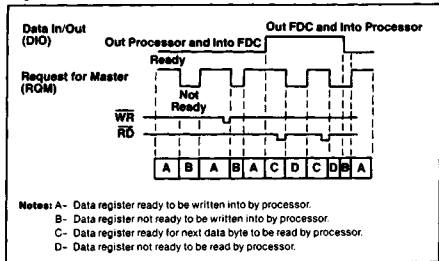 Out FDC and Into Processor
Data In/Out
(DIO)
Out Processor and Into FDC
Ready
Request for Master
(RQM)
Not
Ready
WR
RD
A B A B A C D C D B A
Notes: A- Data register ready to be written into by processor.
B- Data register not ready to be written into by processor.
C- Data register ready for next data byte to be read by processor.
D- Data register not ready to be read by processor.